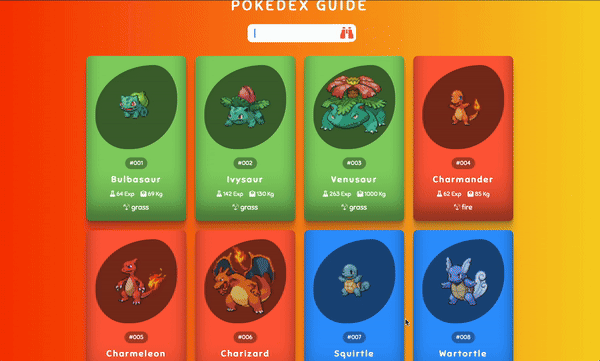 POKEDEX GUIDE
#001
Bulbasaur
64 Exp 69 Kg
grass
#002
Ivysaur
142 Exp 130 Kg
grass
#003
Venusaur
263 Exp 1000 Kg
grass
#004
Charmander
62 Exp 85 Kg
fire
#005
Charmeleon
#006
Charizard
#007
Squirtle
#008
Wartortle